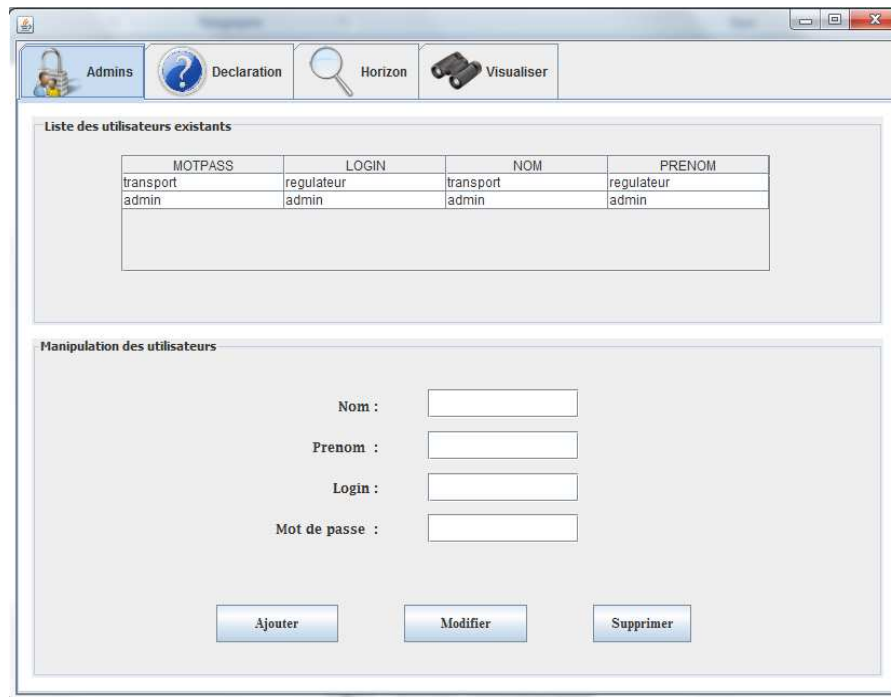 Admins Declaration Horizon Visualiser
Liste des utilisateurs existants
MOTPASS LOGIN NOM PRENOM
transport regulateur transport regulateur
admin admin admin admin
Manipulation des utilisateurs
Nom :
Prenom :
Login :
Mot de passe :
Ajouter Modifier Supprimer